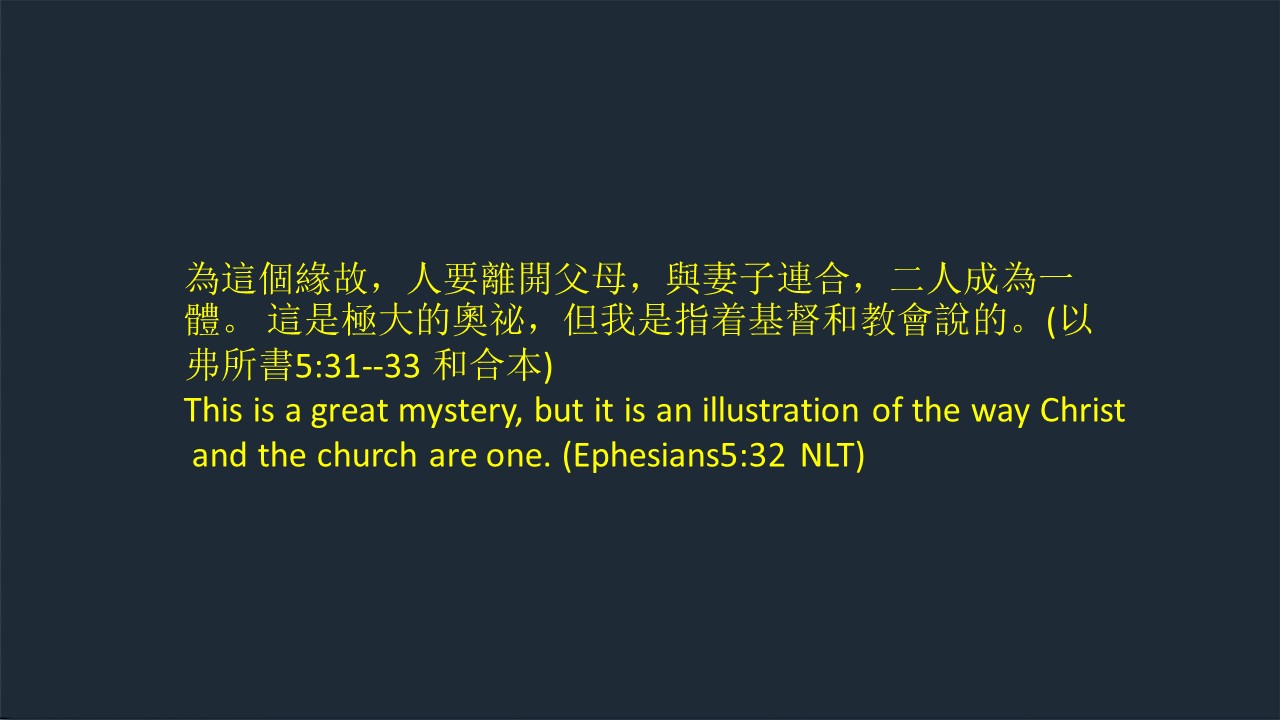 為這個緣故，人要離開父母，與妻子連合，二人成為一
體。 這是極大的奧祕，但我是指着基督和教會說的。(以
弗所書5:31--33 和合本)
This is a great mystery, but it is an illustration of the way Christ
and the church are one. (Ephesians5:32 NLT)